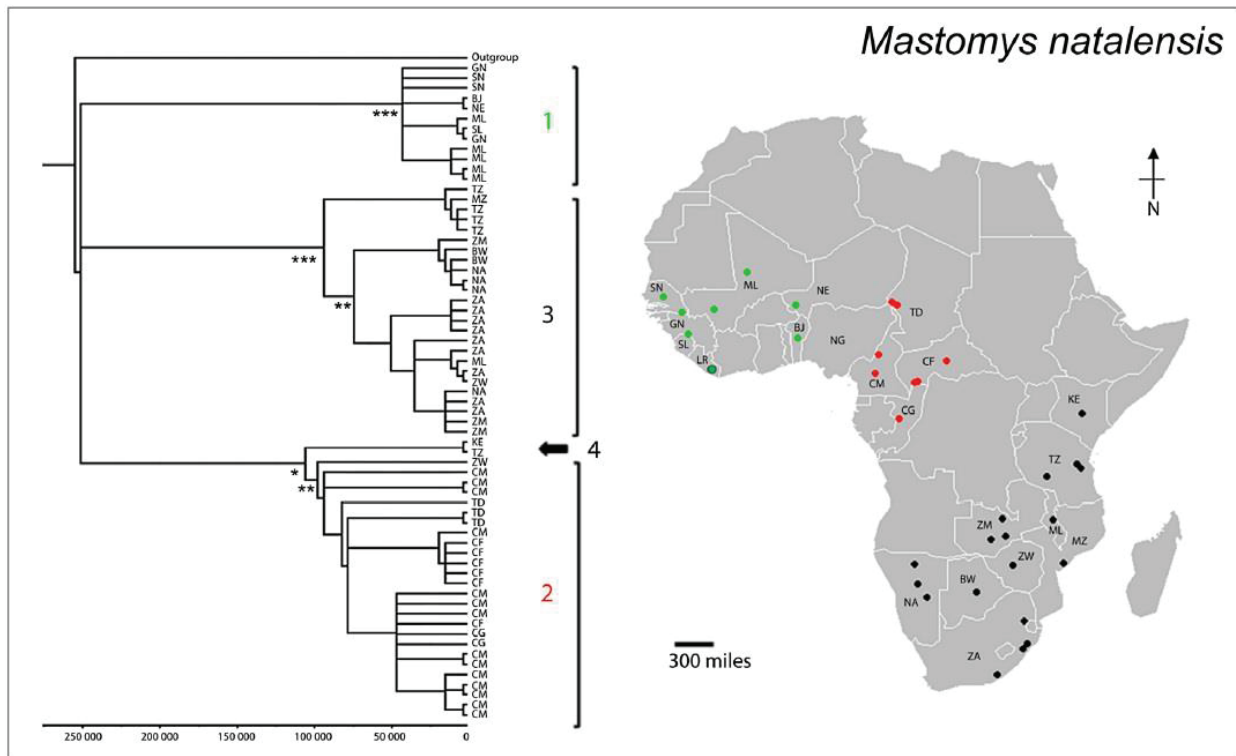 Mastomys natalensis
Outgroup
GN
SN
SN
BJ
NE
ML
SL
GN
ML
ML
ML
ML
TZ
MZ
TZ
TZ
TZ
ZM
BW
BW
NA
NA
NA
ZA
ZA
ZA
ZA
ZA
ML
ZA
ZW
NA
ZA
ZA
ZM
ZM
KE
TZ
ZW
CM
CM
CM
TD
TD
TD
CM
CF
CF
CF
CF
CF
CM
CM
CM
CF
CG
CG
CM
CM
CM
CM
CM
CM
CM
***
***
**
*
**
1
3
4
2
250 000 200 000 150 000 100 000 50 000 0
N
SN
ML
NE
TD
GN
BJ
NG
SL
LR
CF
CM
CG
KE
TZ
ZM
ML
MZ
ZW
BW
NA
ZA
300 miles